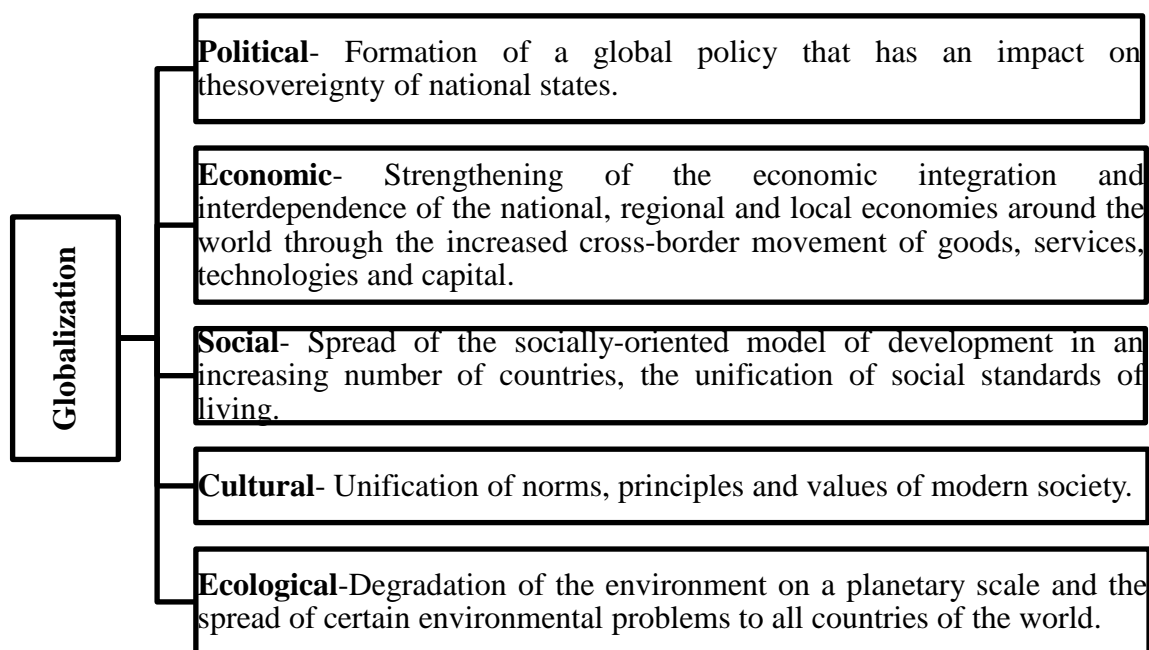 Globalization
Political- Formation of a global policy that has an impact on
thesovereignty of national states.
Economic- Strengthening of the economic integration and
interdependence of the national, regional and local economies around the
world through the increased cross-border movement of goods, services,
technologies and capital.
Social- Spread of the socially-oriented model of development in an
increasing number of countries, the unification of social standards of
living.
Cultural- Unification of norms, principles and values of modern society.
Ecological-Degradation of the environment on a planetary scale and the
spread of certain environmental problems to all countries of the world.